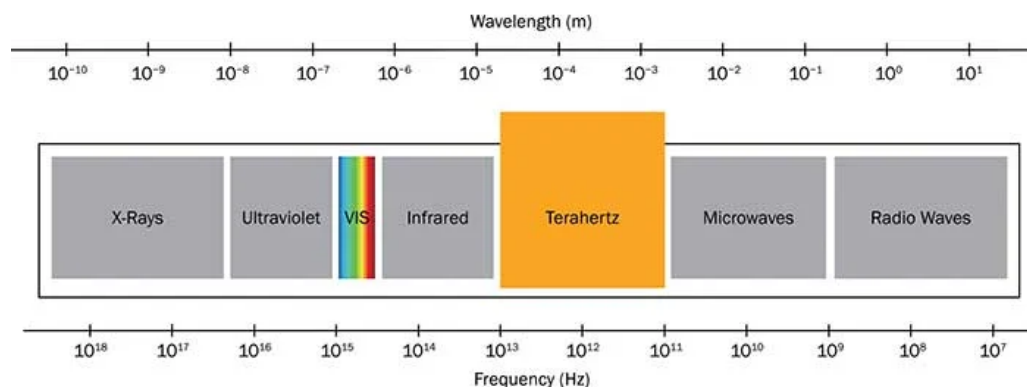 Wavelength (m)
10⁻¹⁰ 10⁻⁹ 10⁻⁸ 10⁻⁷ 10⁻⁶ 10⁻⁵ 10⁻⁴ 10⁻³ 10⁻² 10⁻¹ 10⁰ 10¹
X-Rays Ultraviolet VIS Infrared Terahertz Microwaves Radio Waves
10¹⁸ 10¹⁷ 10¹⁶ 10¹⁵ 10¹⁴ 10¹³ 10¹² 10¹¹ 10¹⁰ 10⁹ 10⁸ 10⁷
Frequency (Hz)